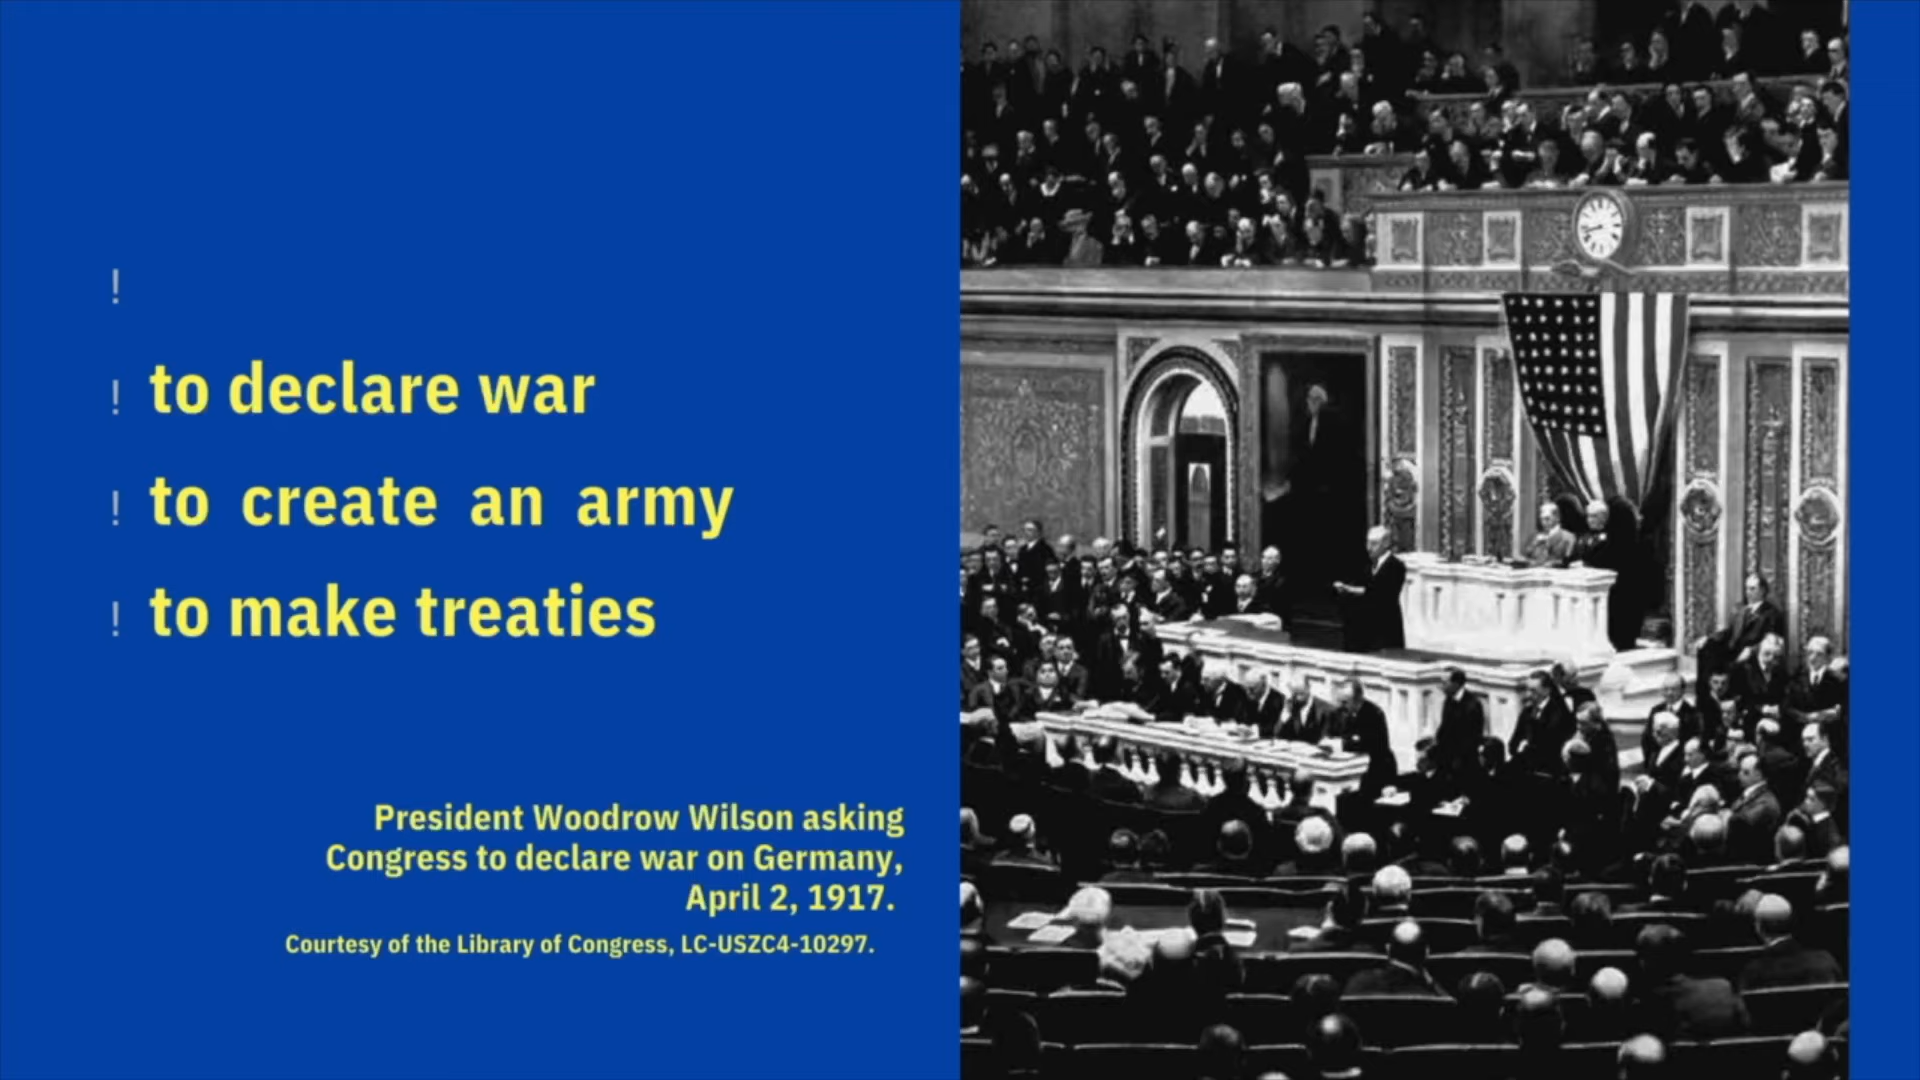 !
! to declare war
! to create an army
! to make treaties
President Woodrow Wilson asking
Congress to declare war on Germany,
April 2, 1917.
Courtesy of the Library of Congress, LC-USZC4-10297.